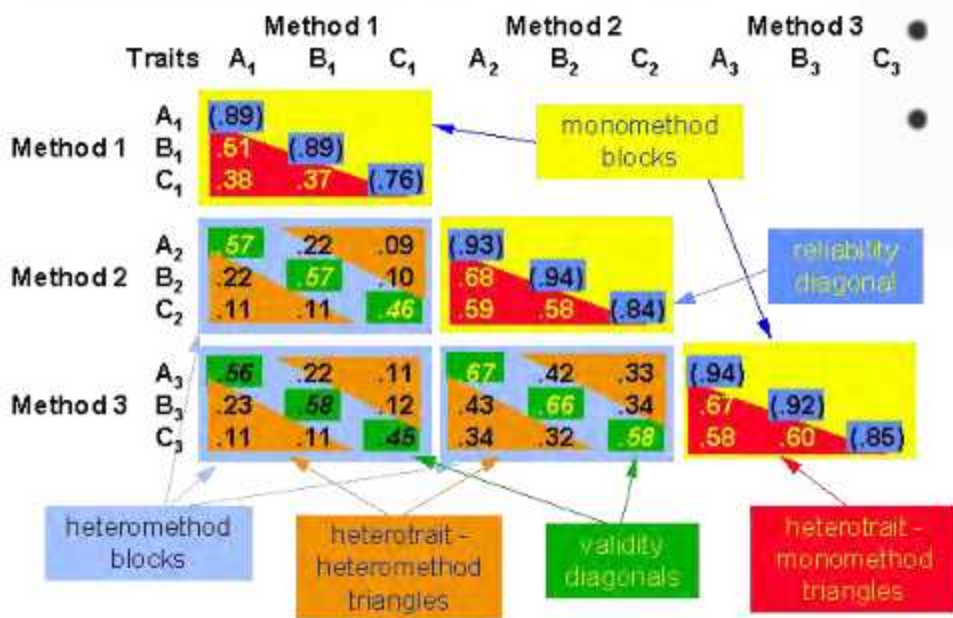 Method 1 Method 2 Method 3
Traits A₁ B₁ C₁ A₂ B₂ C₂ A₃ B₃ C₃
A₁ (.89)
Method 1 B₁ .51 (.89)
C₁ .38 .37 (.76)
monomethod
blocks
A₂ .57 .22 .09 (.93)
Method 2 B₂ .22 .57 .10 .68 (.94)
C₂ .11 .11 .46 .59 .58 (.84)
reliability
diagonal
A₃ .56 .22 .11 .67 .42 .33 (.94)
Method 3 B₃ .23 .58 .12 .43 .66 .34 .67 (.92)
C₃ .11 .11 .45 .34 .32 .58 .58 .60 (.85)
heteromethod
blocks
heterotrait -
heteromethod
triangles
validity
diagonals
heterotrait -
monomethod
triangles